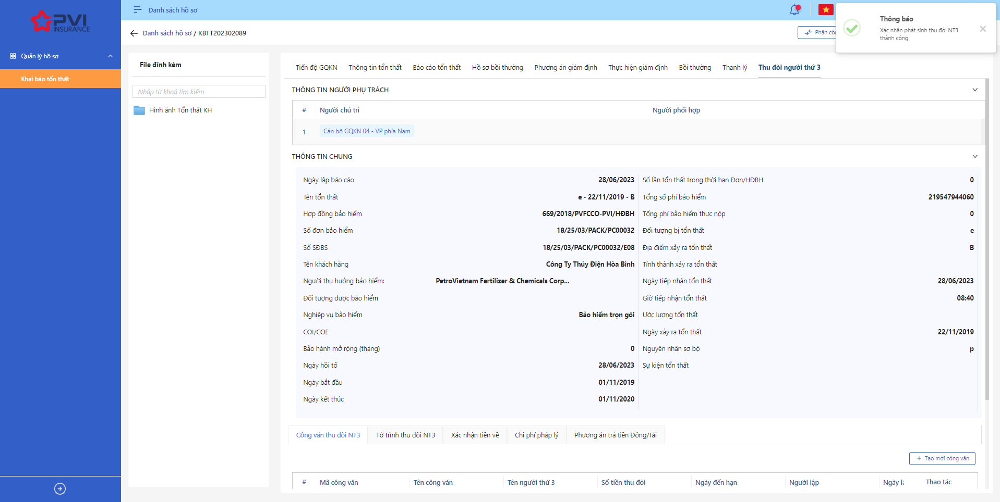 PVI
INSURANCE
Quản lý hồ sơ
Khai báo tổn thất
Danh sách hồ sơ
Danh sách hồ sơ / KBTT202302089
Phân côn
Thông báo
Xác nhận phát sinh thu đòi NT3
thành công
File đính kèm
Nhập từ khoá tìm kiếm
Hình ảnh Tổn thất KH
Tiến độ GQKN Thông tin tổn thất Báo cáo tổn thất Hồ sơ bồi thường Phương án giám định Thực hiện giám định Bồi thường Thanh lý Thu đòi người thứ 3
THÔNG TIN NGƯỜI PHỤ TRÁCH
# Người chủ trì Người phối hợp
1 Cán bộ GQKN 04 - VP phía Nam
THÔNG TIN CHUNG
Ngày lập báo cáo 28/06/2023 Số lần tổn thất trong thời hạn Đơn/HĐBH 0
Tên tổn thất e - 22/11/2019 - B Tổng số phí bảo hiểm 219547944060
Hợp đồng bảo hiểm 669/2018/PVFCCO-PVI/HĐBH Tổng phí bảo hiểm thực nộp 0
Số đơn bảo hiểm 18/25/03/PACK/PC00032 Đối tượng bị tổn thất e
Số SĐBS 18/25/03/PACK/PC00032/E08 Địa điểm xảy ra tổn thất B
Tên khách hàng Công Ty Thủy Điện Hòa Bình Tỉnh thành xảy ra tổn thất
Người thụ hưởng bảo hiểm: PetroVietnam Fertilizer & Chemicals Corp... Ngày tiếp nhận tổn thất 28/06/2023
Đối tượng được bảo hiểm Giờ tiếp nhận tổn thất 08:40
Nghiệp vụ bảo hiểm Bảo hiểm trọn gói Ước lượng tổn thất
COI/COE Ngày xảy ra tổn thất 22/11/2019
Bảo hành mở rộng (tháng) 0 Nguyên nhân sơ bộ p
Ngày hồi tố 28/06/2023 Sự kiện tổn thất
Ngày bắt đầu 01/11/2019
Ngày kết thúc 01/11/2020
Công văn thu đòi NT3 Tờ trình thu đòi NT3 Xác nhận tiền về Chi phí pháp lý Phương án trả tiền Đồng/Tái
+ Tạo mới công văn
# Mã công văn Tên công văn Tên người thứ 3 Số tiền thu đòi Ngày đến hạn Người lập Ngày lậ Thao tác